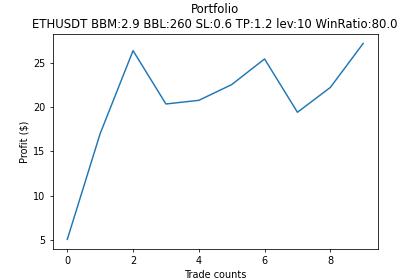 Portfolio
ETHUSDT BBM:2.9 BBL:260 SL:0.6 TP:1.2 lev:10 WinRatio:80.0
25
20
15
10
5
Profit ($)
0 2 4 6 8
Trade counts